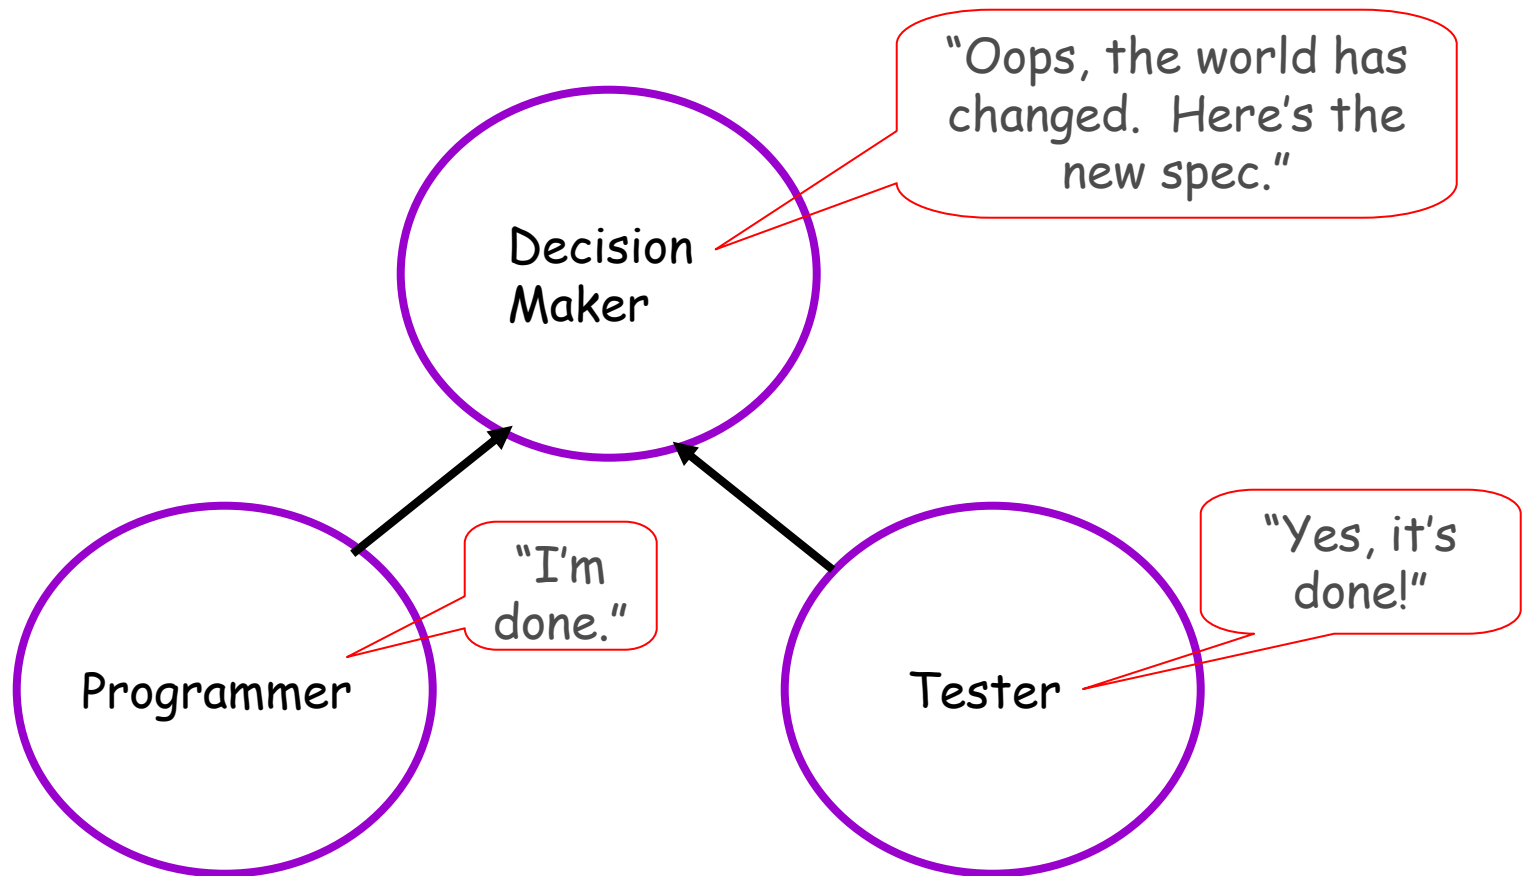 “Oops, the world has
changed.  Here’s the
new spec.”
Decision
Maker
“I’m
done.”
Programmer
“Yes, it’s
done!”
Tester